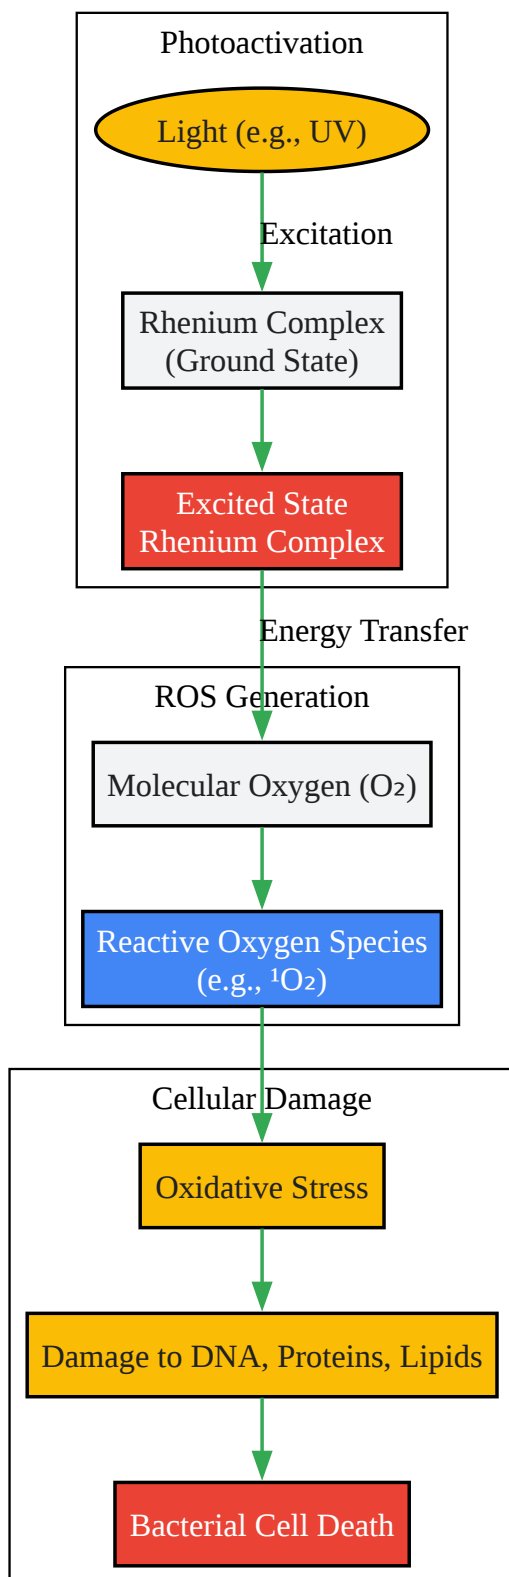 Photoactivation
Light (e.g., UV)
Excitation
Rhenium Complex
(Ground State)
Excited State
Rhenium Complex
Energy Transfer
ROS Generation
Molecular Oxygen (O₂)
Reactive Oxygen Species
(e.g., ¹O₂)
Cellular Damage
Oxidative Stress
Damage to DNA, Proteins, Lipids
Bacterial Cell Death